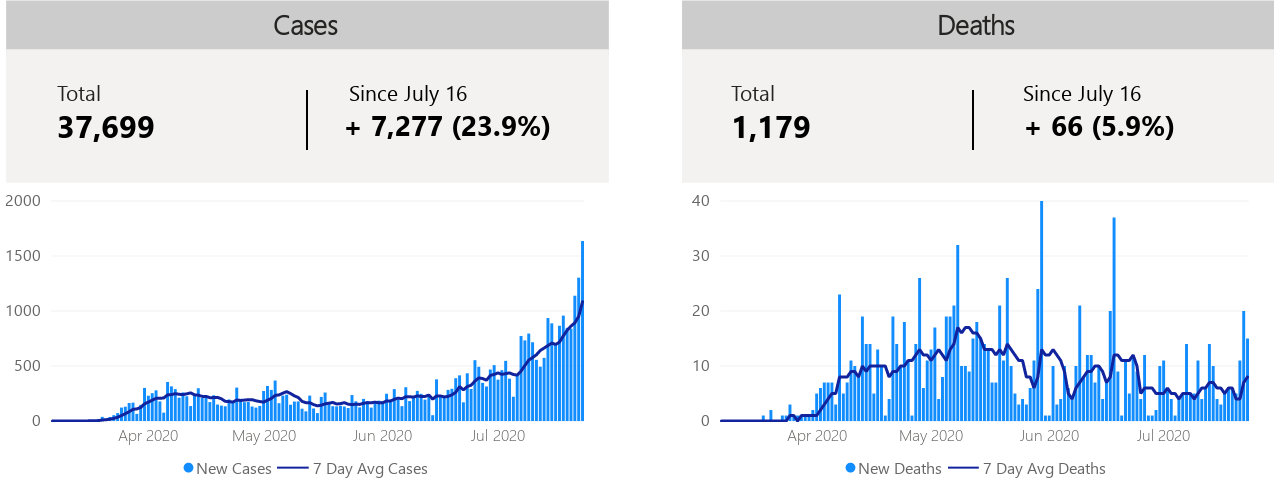 Cases
Total
37,699
Since July 16
+ 7,277 (23.9%)
2000
1500
1000
500
0
Apr 2020 May 2020 Jun 2020 Jul 2020
New Cases 7 Day Avg Cases
Deaths
Total
1,179
Since July 16
+ 66 (5.9%)
40
30
20
10
0
Apr 2020 May 2020 Jun 2020 Jul 2020
New Deaths 7 Day Avg Deaths